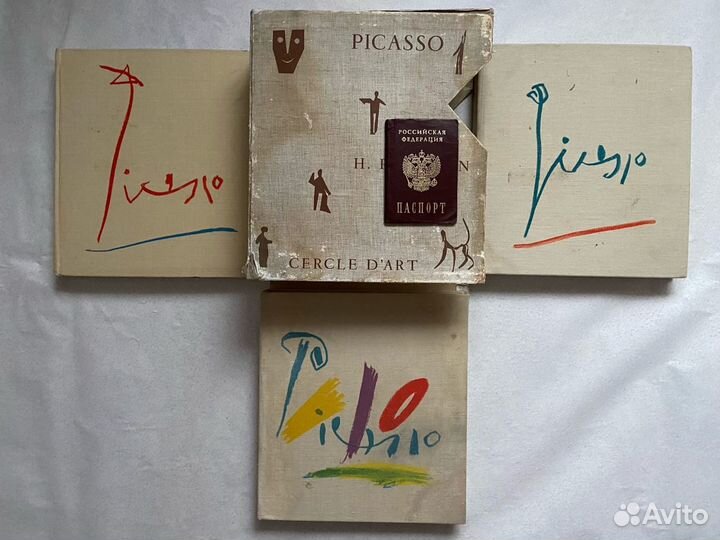 PICASSO
H.
CERCLE D'ART
РОССИЙСКАЯ
ФЕДЕРАЦИЯ
ПАСПОРТ
Picasso
Picasso
Picasso
Avito